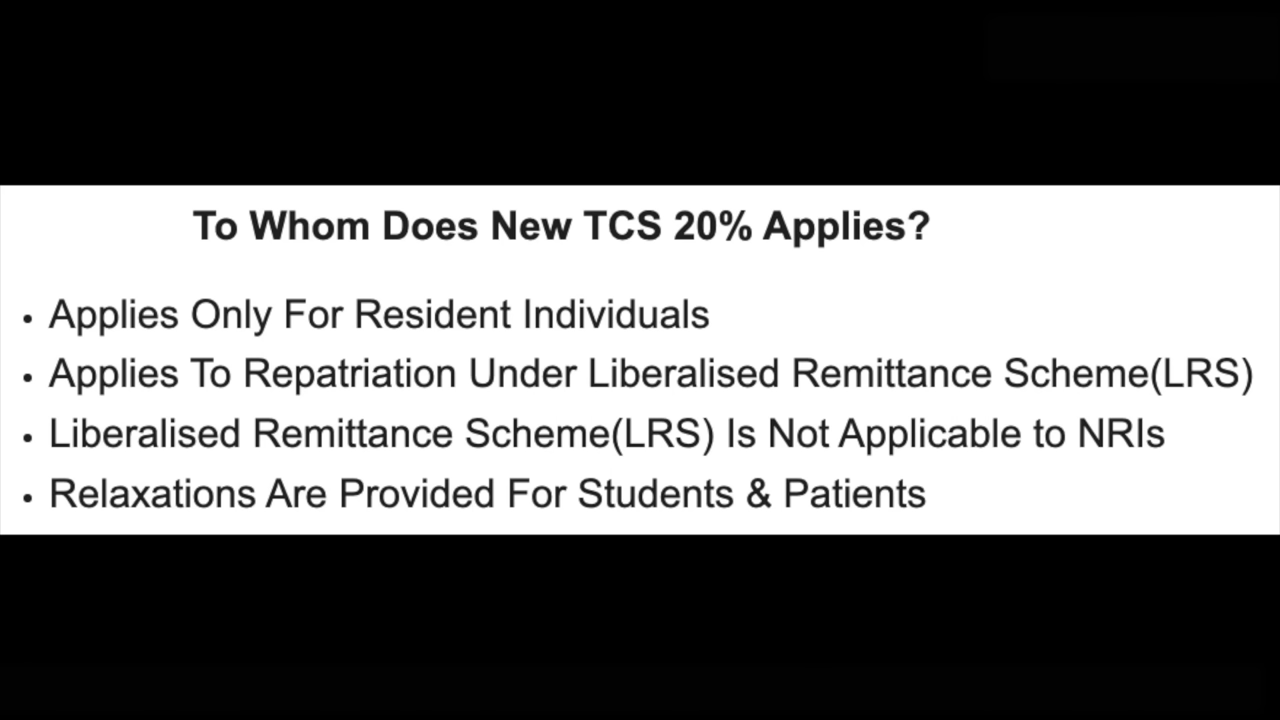 To Whom Does New TCS 20% Applies?
• Applies Only For Resident Individuals
• Applies To Repatriation Under Liberalised Remittance Scheme(LRS)
• Liberalised Remittance Scheme(LRS) Is Not Applicable to NRIs
• Relaxations Are Provided For Students & Patients